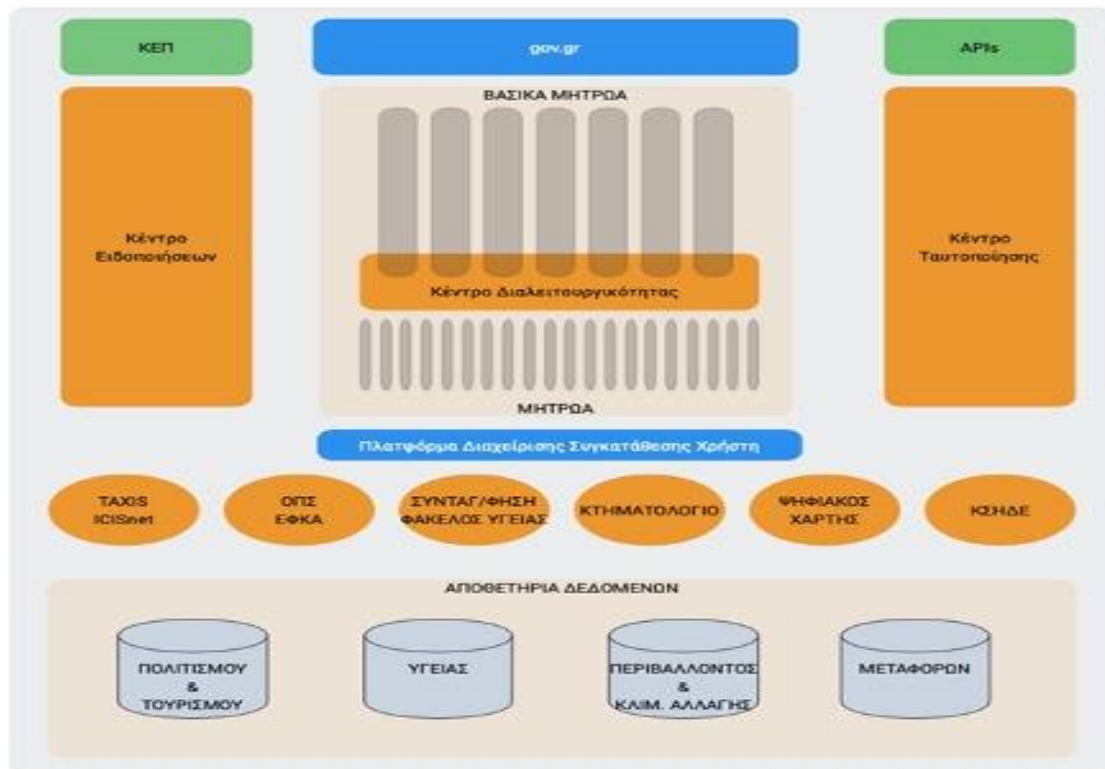 ΚΕΠ
gov.gr
APIs
ΒΑΣΙΚΑ ΜΗΤΡΩΑ
Κέντρο
Ειδοποιήσεων
Κέντρο
Ταυτοποίησης
Κέντρο Διαλειτουργικότητας
ΜΗΤΡΩΑ
Πλατφόρμα Διαχείρισης Συγκατάθεσης Χρήστη
TAXIS
ICISnet
ΟΠΣ
ΕΦΚΑ
ΣΥΝΤΑΓ/ΦΗΣΗ
ΦΑΚΕΛΟΣ ΥΓΕΙΑΣ
ΚΤΗΜΑΤΟΛΟΓΙΟ
ΨΗΦΙΑΚΟΣ
ΧΑΡΤΗΣ
ΚΣΗΔΕ
ΑΠΟΘΕΤΗΡΙΑ ΔΕΔΟΜΕΝΩΝ
ΠΟΛΙΤΙΣΜΟΥ
&
ΤΟΥΡΙΣΜΟΥ
ΥΓΕΙΑΣ
ΠΕΡΙΒΑΛΛΟΝΤΟΣ
&
ΚΛΙΜ. ΑΛΛΑΓΗΣ
ΜΕΤΑΦΟΡΩΝ